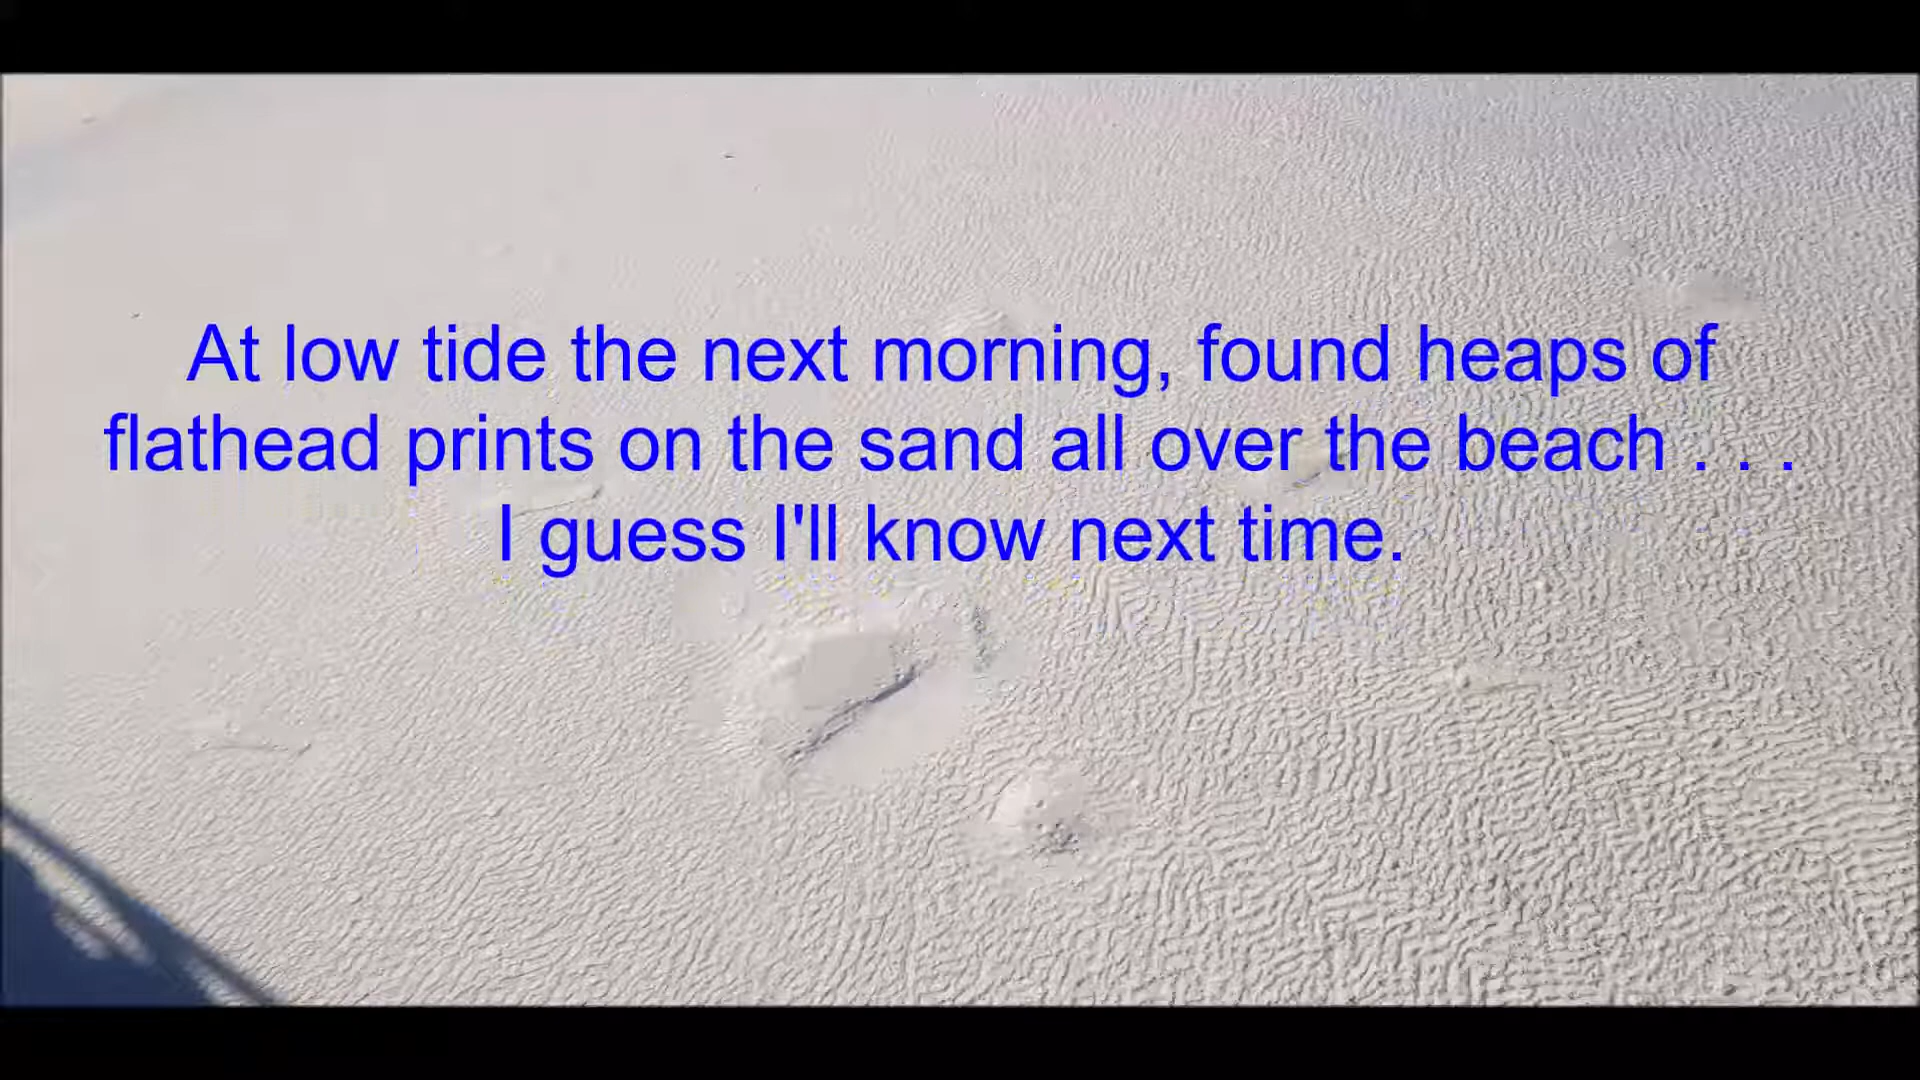 At low tide the next morning, found heaps of
flathead prints on the sand all over the beach . . .
I guess I'll know next time.